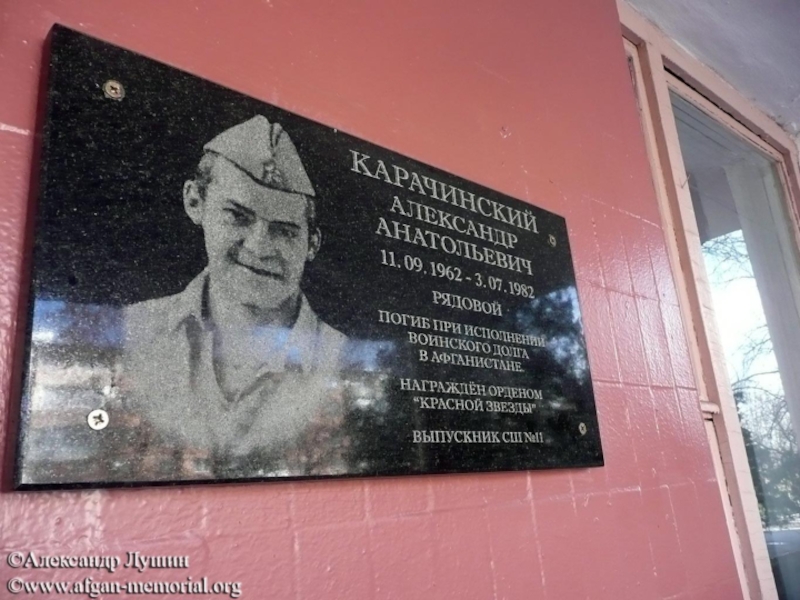 КАРАЧИНСКИЙ
АЛЕКСАНДР
АНАТОЛЬЕВИЧ
11.09.1962 - 3.07.1982
РЯДОВОЙ
ПОГИБ ПРИ ИСПОЛНЕНИИ
ВОИНСКОГО ДОЛГА
В АФГАНИСТАНЕ.
НАГРАЖДЁН ОРДЕНОМ
"КРАСНОЙ ЗВЕЗДЫ"
ВЫПУСКНИК СШ №11
©Александр Лушин
©www.afgan-memorial.org